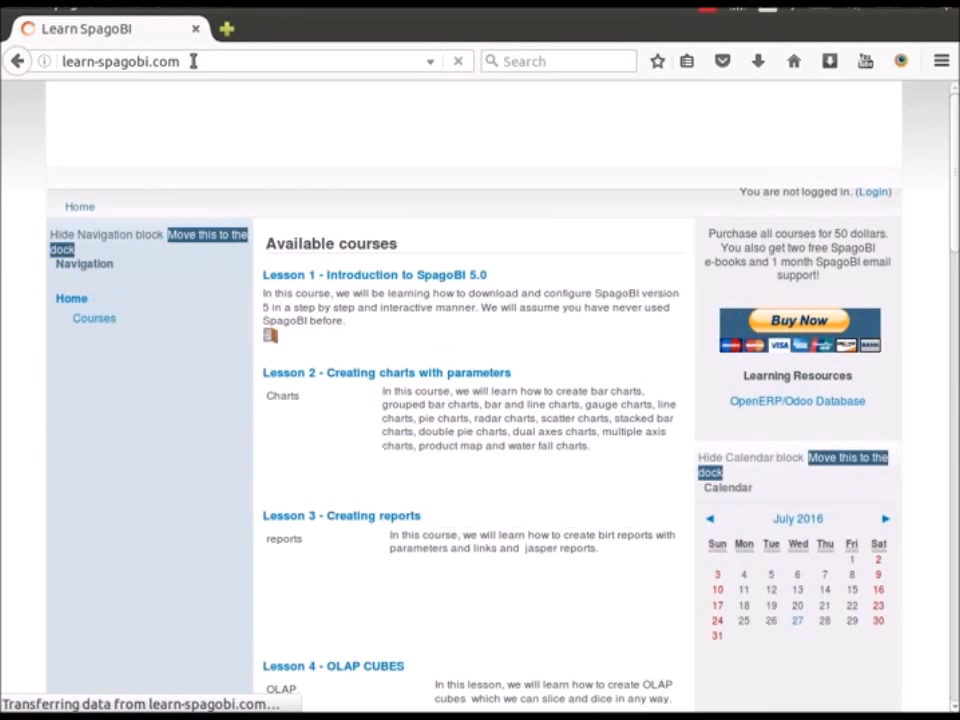 Learn SpagoBI
learn-spagobi.com
Search
You are not logged in. (Login)
Home
Hide Navigation block Move this to the
dock
Navigation
Home
Courses
Available courses
Lesson 1 - Introduction to SpagoBI 5.0
In this course, we will be learning how to download and configure SpagoBI version
5 in a step by step and interactive manner. We will assume you have never used
SpagoBI before.
Lesson 2 - Creating charts with parameters
Charts
In this course, we will learn how to create bar charts,
grouped bar charts, bar and line charts, gauge charts, line
charts, pie charts, radar charts, scatter charts, stacked bar
charts, double pie charts, dual axes charts, multiple axis
charts, product map and water fall charts.
Lesson 3 - Creating reports
reports
In this course, we will learn how to create birt reports with
parameters and links and jasper reports.
Lesson 4 - OLAP CUBES
OLAP
In this lesson, we will learn how to create OLAP
cubes which we can slice and dice in any way.
Purchase all courses for 50 dollars.
You also get two free SpagoBI
e-books and 1 month SpagoBI email
support!
Buy Now
VISA
BANK
Learning Resources
OpenERP/Odoo Database
Hide Calendar block Move this to the
dock
Calendar
◄ July 2016 ►
Sun Mon Tue Wed Thu Fri Sat
1 2
3 4 5 6 7 8 9
10 11 12 13 14 15 16
17 18 19 20 21 22 23
24 25 26 27 28 29 30
31
Transferring data from learn-spagobi.com...